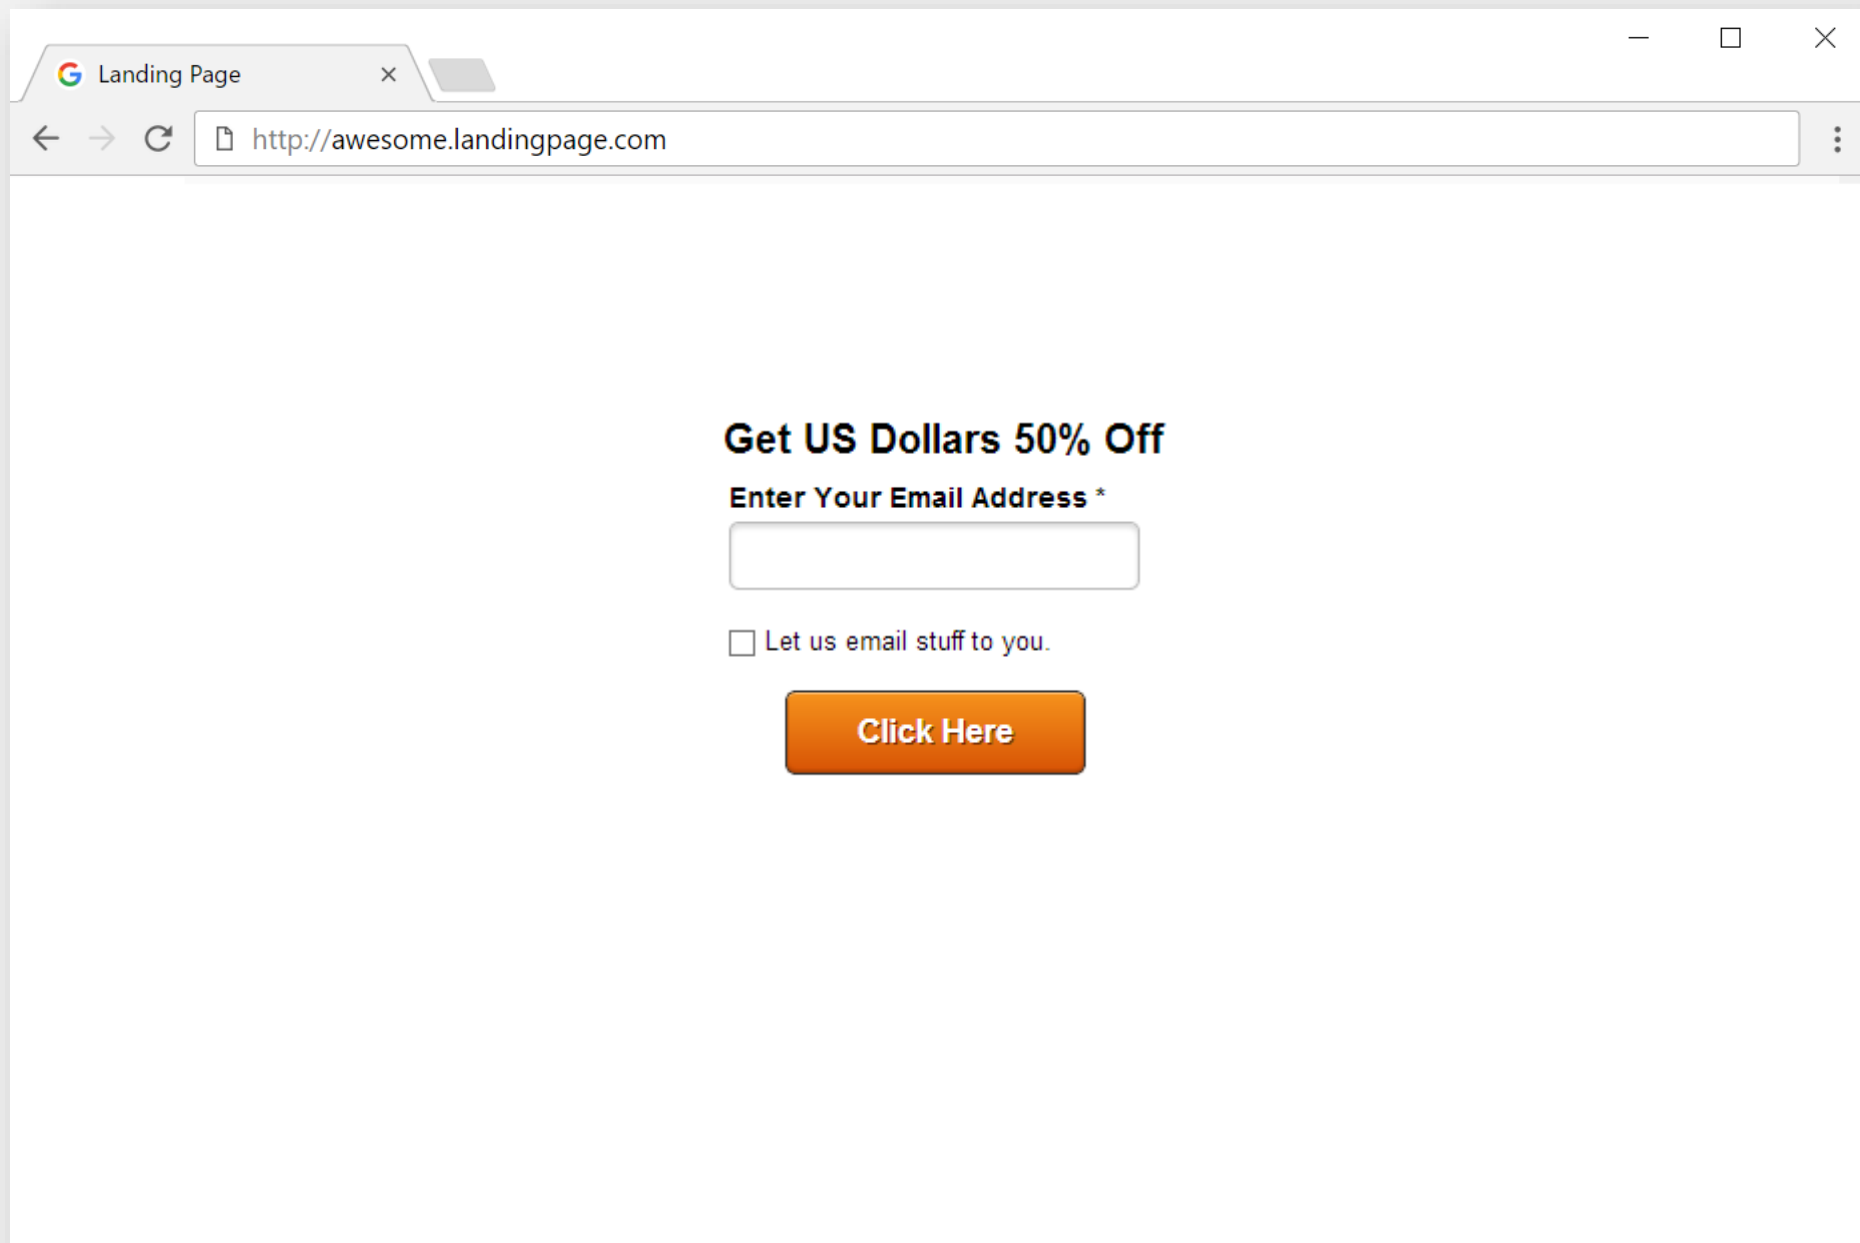 Landing Page
http://awesome.landingpage.com
Get US Dollars 50% Off
Enter Your Email Address *
Let us email stuff to you.
Click Here